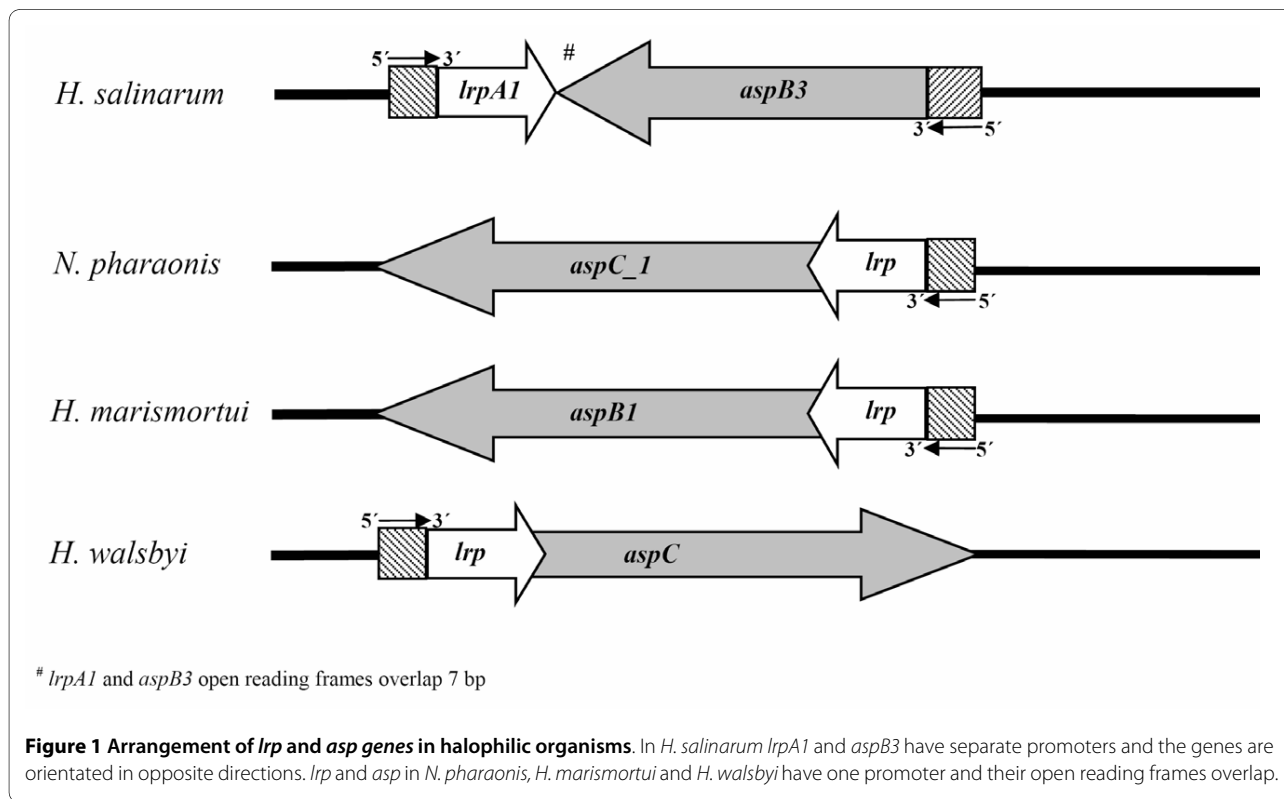 5´ 3´ #
H. salinarum lrpA1 aspB3
3´ 5´
N. pharaonis aspC_1 lrp
3´ 5´
H. marismortui aspB1 lrp
3´ 5´
5´ 3´
H. walsbyi lrp aspC
# lrpA1 and aspB3 open reading frames overlap 7 bp
Figure 1 Arrangement of lrp and asp genes in halophilic organisms. In H. salinarum lrpA1 and aspB3 have separate promoters and the genes are
orientated in opposite directions. lrp and asp in N. pharaonis, H. marismortui and H. walsbyi have one promoter and their open reading frames overlap.